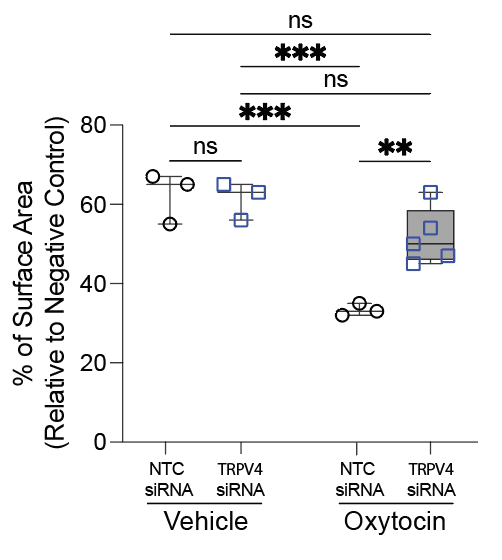 ns
***
ns
***
ns
**
% of Surface Area
(Relative to Negative Control)
80
60
40
20
0
NTC
siRNA
TRPV4
siRNA
NTC
siRNA
TRPV4
siRNA
Vehicle
Oxytocin